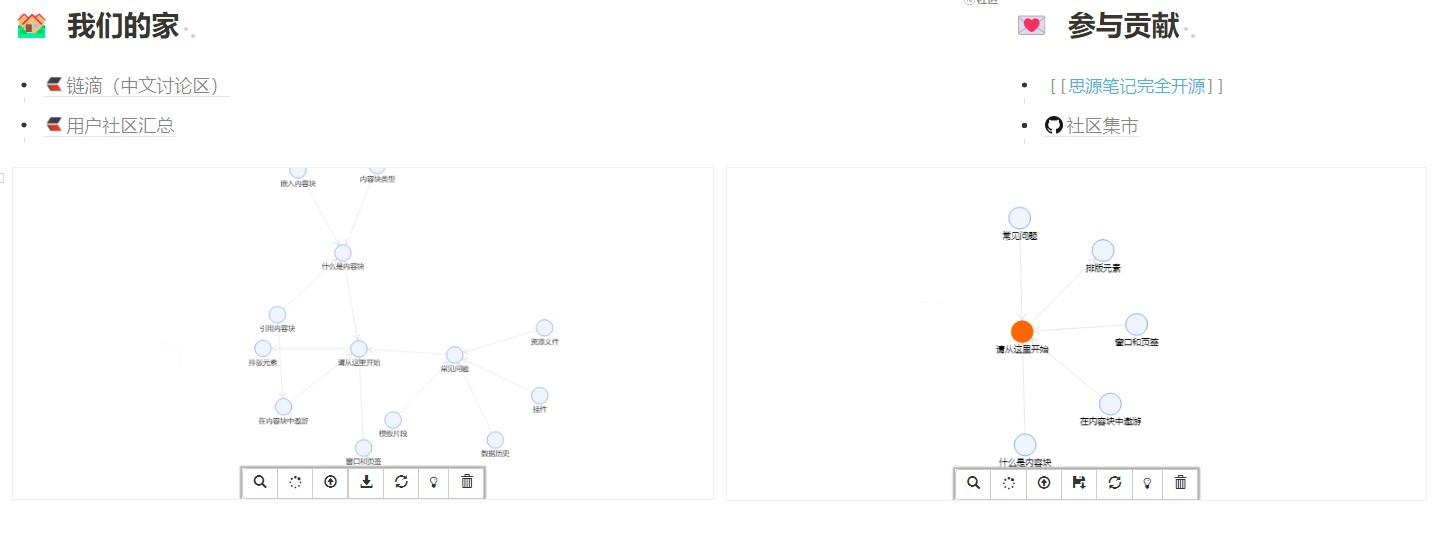 社区
我们的家
链滴（中文讨论区）
用户社区汇总
参与贡献
[[思源笔记完全开源]]
社区集市
嵌入内容块
内容块类型
什么是内容块
引用内容块
排版元素
请从这里开始
常见问题
资源文件
在内容块中遨游
模板片段
挂件
窗口和页签
数据历史
常见问题
排版元素
请从这里开始
窗口和页签
在内容块中遨游
什么是内容块